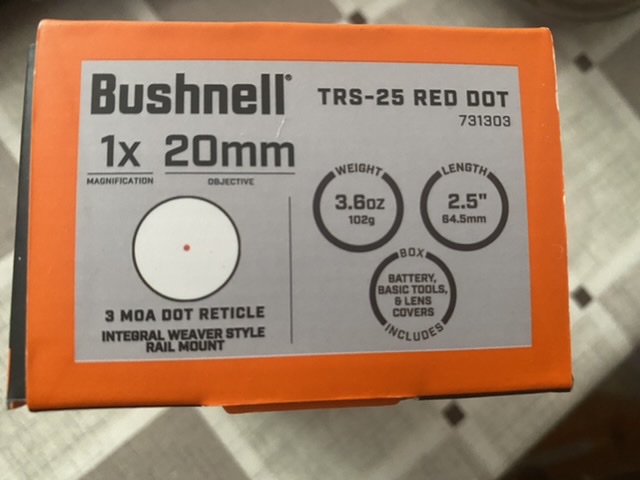 Bushnell®
TRS-25 RED DOT
731303
1x 20mm
MAGNIFICATION OBJECTIVE
WEIGHT
3.6oz
102g
LENGTH
2.5"
64.5mm
3 MOA DOT RETICLE
INTEGRAL WEAVER STYLE
RAIL MOUNT
BOX
BATTERY,
BASIC TOOLS,
& LENS
COVERS
INCLUDES